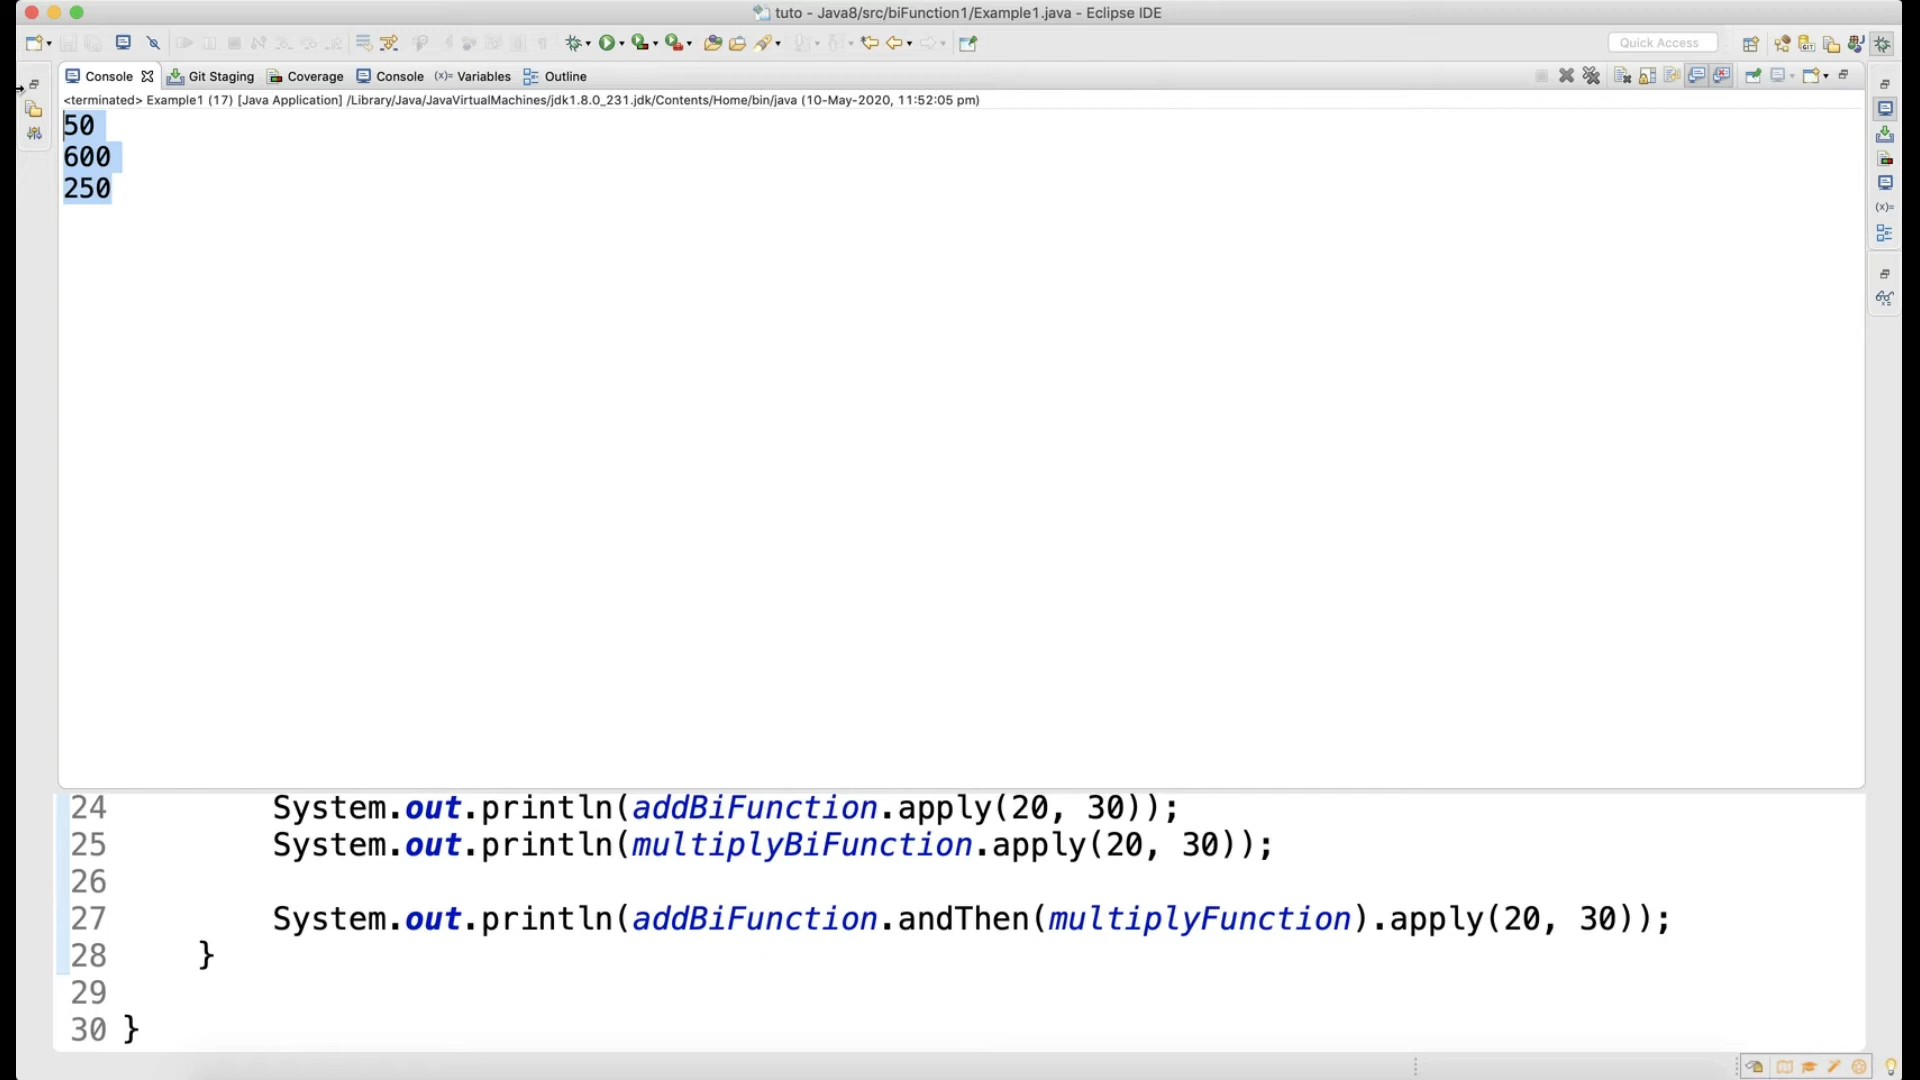 tuto - Java8/src/biFunction1/Example1.java - Eclipse IDE
Quick Access
Console Git Staging Coverage Console (x)= Variables Outline
<terminated> Example1 (17) [Java Application] /Library/Java/JavaVirtualMachines/jdk1.8.0_231.jdk/Contents/Home/bin/java (10-May-2020, 11:52:05 pm)
50
600
250
(x)=
24 System.out.println(addBiFunction.apply(20, 30));
25 System.out.println(multiplyBiFunction.apply(20, 30));
26
27 System.out.println(addBiFunction.andThen(multiplyFunction).apply(20, 30));
28 }
29
30 }